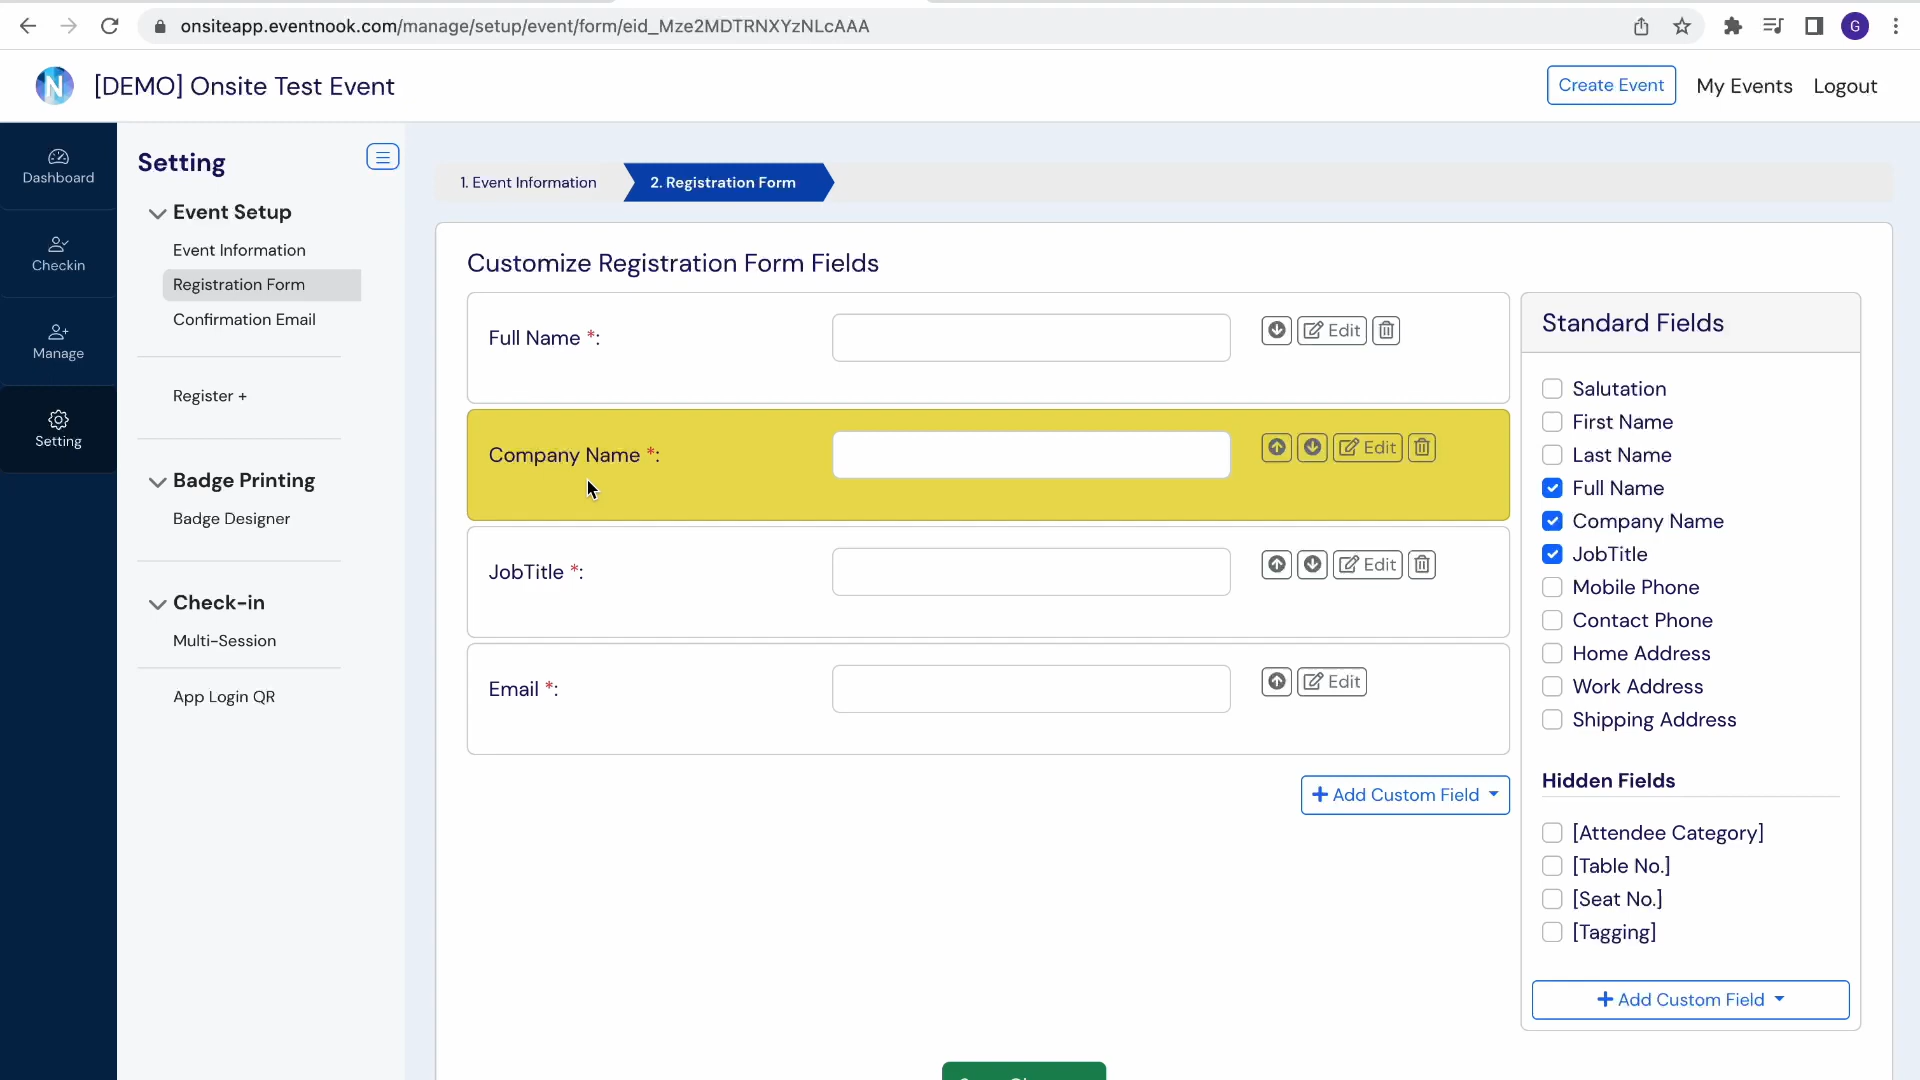 onsiteapp.eventnook.com/manage/setup/event/form/eid_Mze2MDTRNXYzNLcAAA
G
N
[DEMO] Onsite Test Event
Create Event
My Events
Logout
Dashboard
Checkin
Manage
Setting
Setting
Event Setup
Event Information
Registration Form
Confirmation Email
Register +
Badge Printing
Badge Designer
Check-in
Multi-Session
App Login QR
1. Event Information
2. Registration Form
Customize Registration Form Fields
Full Name *:
Edit
Company Name *:
Edit
JobTitle *:
Edit
Email *:
Edit
+ Add Custom Field
Standard Fields
Salutation
First Name
Last Name
Full Name
Company Name
JobTitle
Mobile Phone
Contact Phone
Home Address
Work Address
Shipping Address
Hidden Fields
[Attendee Category]
[Table No.]
[Seat No.]
[Tagging]
+ Add Custom Field